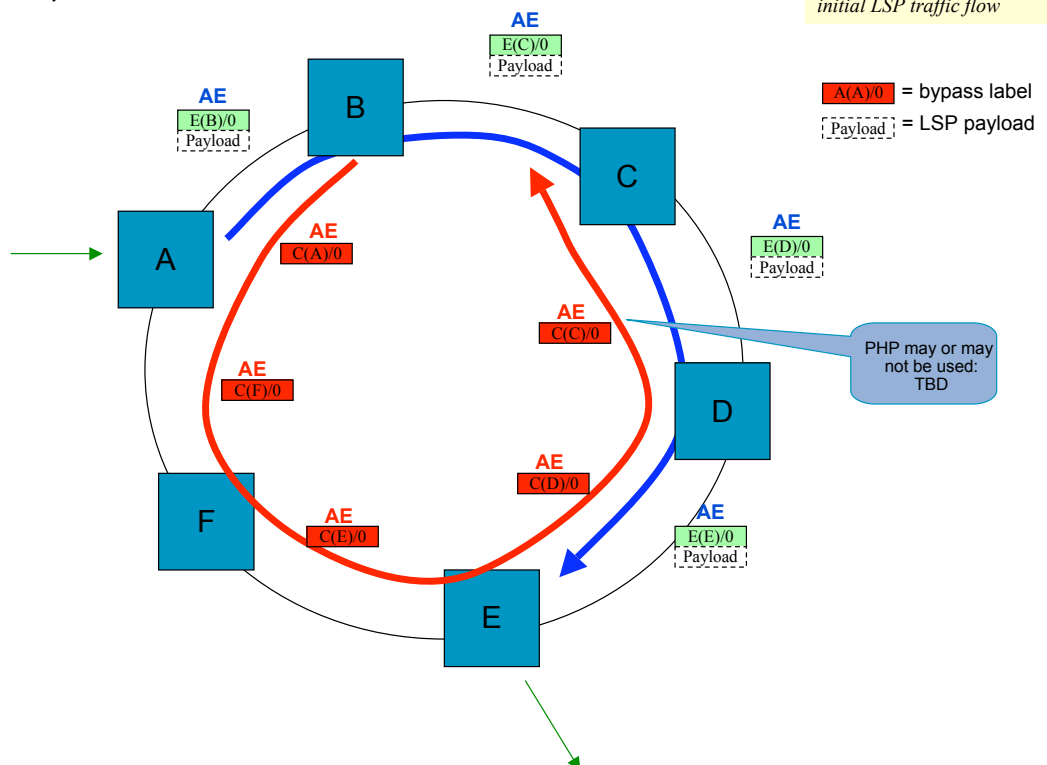 initial LSP traffic flow
AE
E(C)/0
Payload
A(A)/0 = bypass label
Payload = LSP payload
AE
E(B)/0
Payload
B
C
A
AE
C(A)/0
AE
E(D)/0
Payload
AE
C(C)/0
PHP may or may
not be used:
TBD
AE
C(F)/0
D
AE
C(D)/0
F
AE
C(E)/0
AE
E(E)/0
Payload
E